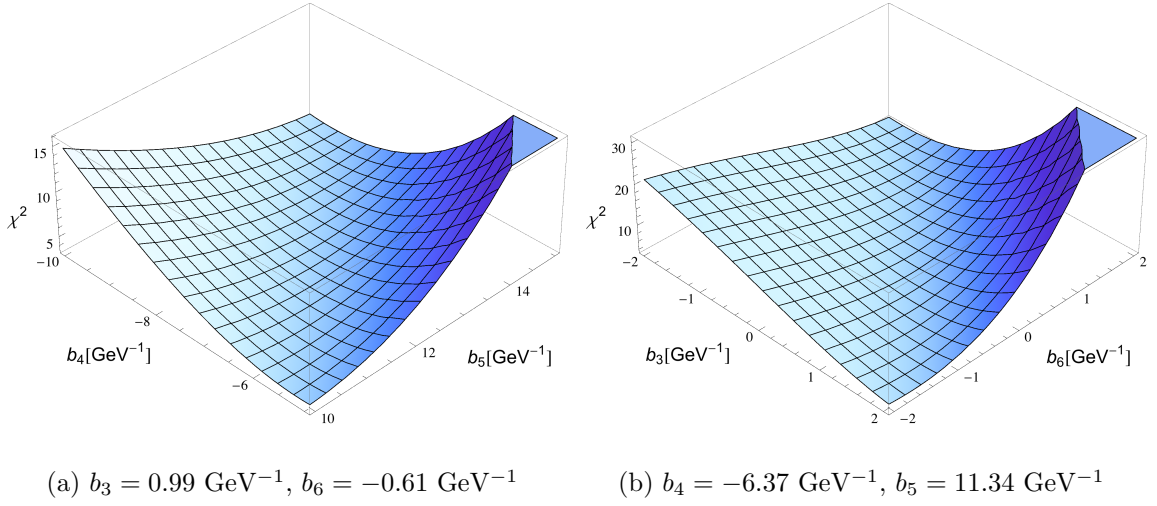 15
10
χ²
5
−10
−8
b₄[GeV⁻¹]
−6
10
12
b₅[GeV⁻¹]
14
30
20
χ²
10
−2
−1
0
b₃[GeV⁻¹]
1
2
−2
−1
0
b₆[GeV⁻¹]
1
2
(a) b₃ = 0.99 GeV⁻¹, b₆ = −0.61 GeV⁻¹
(b) b₄ = −6.37 GeV⁻¹, b₅ = 11.34 GeV⁻¹